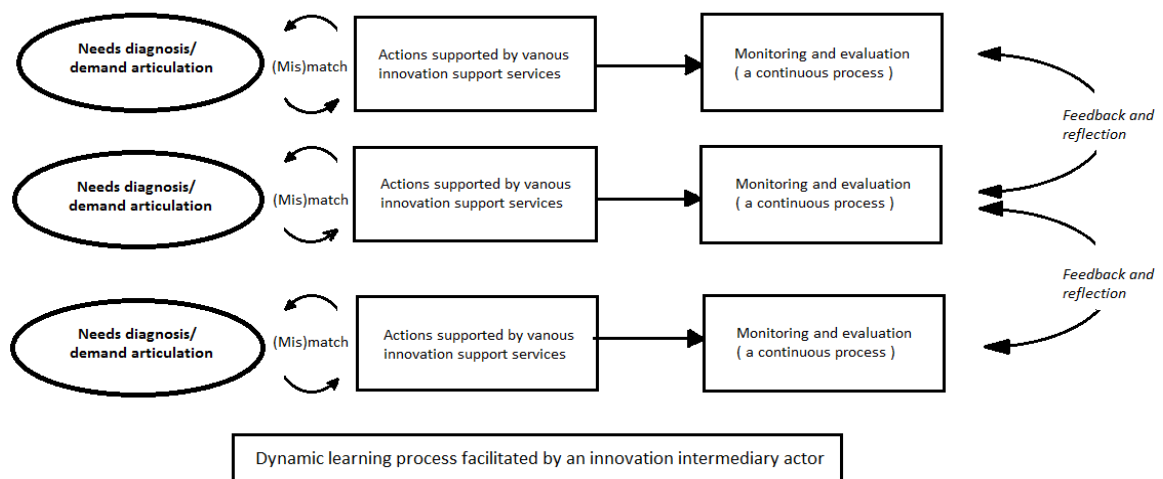 Needs diagnosis/
demand articulation
(Mis)match
Actions supported by vanous
innovation support services
Monitoring and evaluation
( a continuous process )
Feedback and
reflection
Needs diagnosis/
demand articulation
(Mis)match
Actions supported by vanous
innovation support services
Monitoring and evaluation
( a continuous process )
Feedback and
reflection
Needs diagnosis/
demand articulation
(Mis)match
Actions supported by vanous
innovation support services
Monitoring and evaluation
( a continuous process )
Dynamic learning process facilitated by an innovation intermediary actor